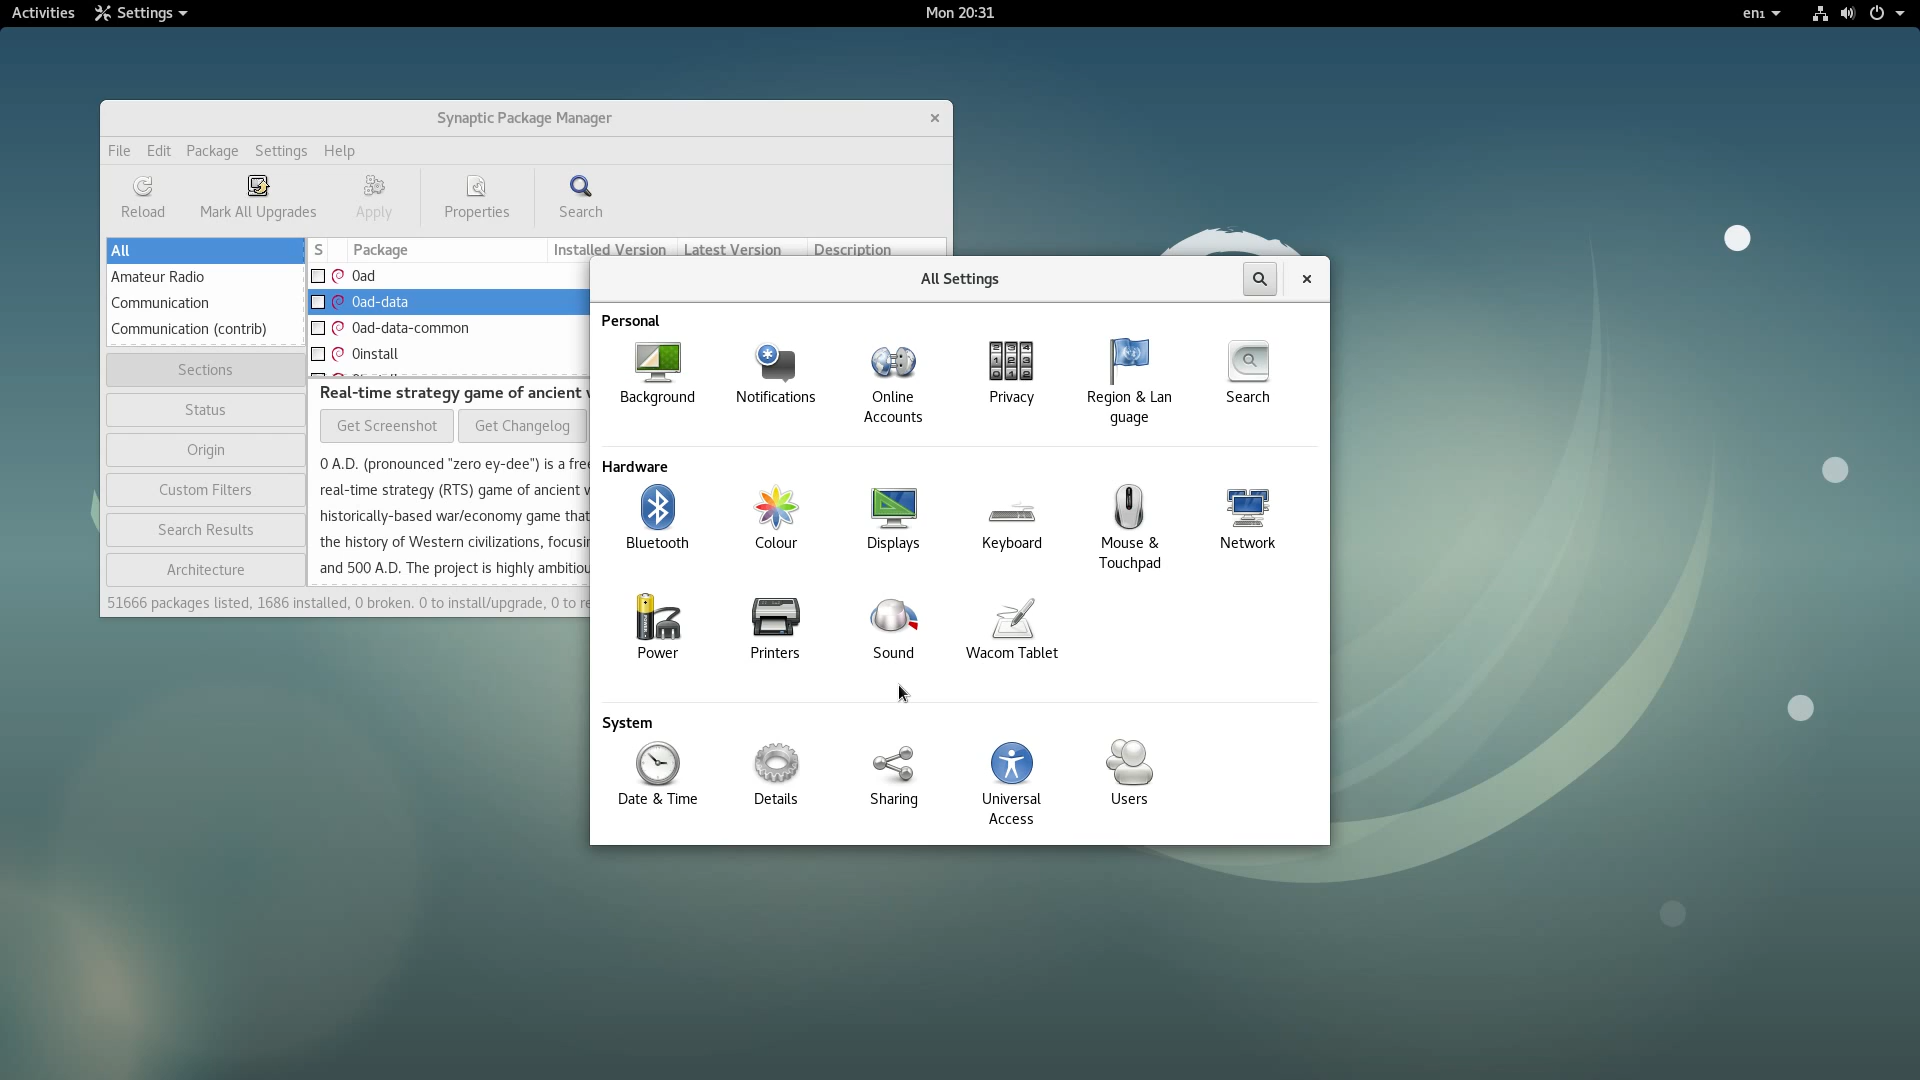 Activities
Settings
Mon 20:31
en₁
Synaptic Package Manager
File Edit Package Settings Help
Reload
Mark All Upgrades
Apply
Properties
Search
All
Amateur Radio
Communication
Communication (contrib)
Sections
Status
Origin
Custom Filters
Search Results
Architecture
S Package Installed Version Latest Version Description
0ad
0ad-data
0ad-data-common
0install
Real-time strategy game of ancient
Get Screenshot
Get Changelog
0 A.D. (pronounced "zero ey-dee") is a free
real-time strategy (RTS) game of ancient
historically-based war/economy game that
the history of Western civilizations, focusin
and 500 A.D. The project is highly ambitiou
51666 packages listed, 1686 installed, 0 broken. 0 to install/upgrade, 0 to re
All Settings
Personal
Background
Notifications
Online
Accounts
Privacy
Region & Lan
guage
Search
Hardware
Bluetooth
Colour
Displays
Keyboard
Mouse &
Touchpad
Network
Power
Printers
Sound
Wacom Tablet
System
Date & Time
Details
Sharing
Universal
Access
Users